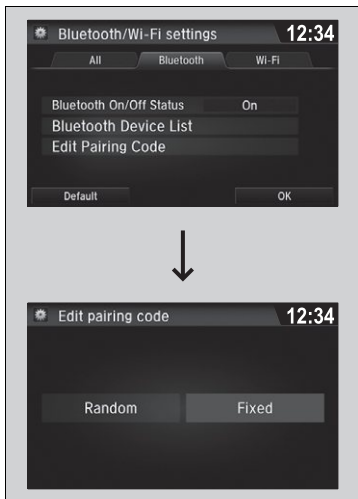 Bluetooth/Wi-Fi settings 12:34
All Bluetooth Wi-Fi
Bluetooth On/Off Status On
Bluetooth Device List
Edit Pairing Code
Default OK
Edit pairing code 12:34
Random Fixed